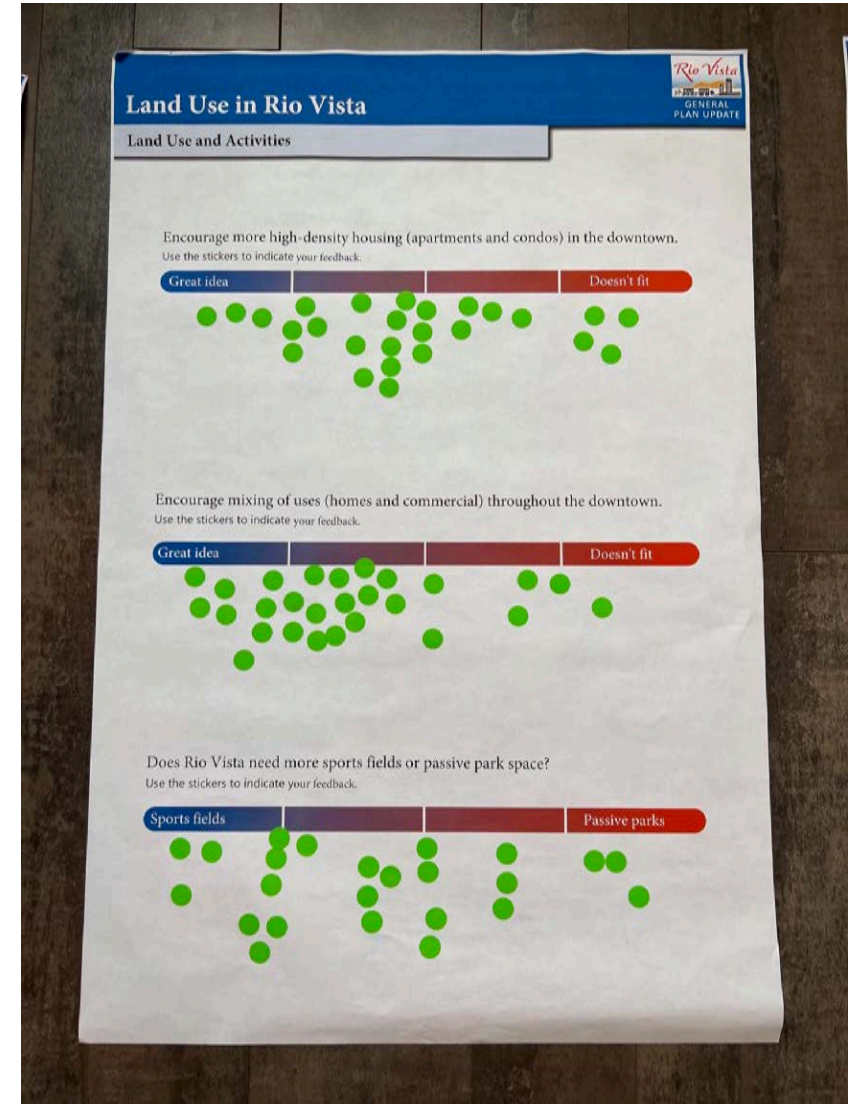 Rio Vista
GENERAL
PLAN UPDATE
Land Use in Rio Vista
Land Use and Activities
Encourage more high-density housing (apartments and condos) in the downtown.
Use the stickers to indicate your feedback.
Great idea Doesn't fit
Encourage mixing of uses (homes and commercial) throughout the downtown.
Use the stickers to indicate your feedback.
Great idea Doesn't fit
Does Rio Vista need more sports fields or passive park space?
Use the stickers to indicate your feedback.
Sports fields Passive parks